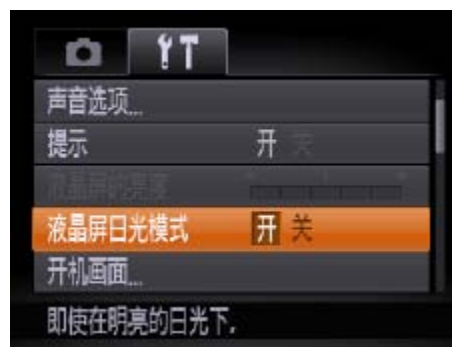 声音选项...
提示 开 关
液晶屏的亮度
液晶屏日光模式 开 关
开机画面...
即使在明亮的日光下,